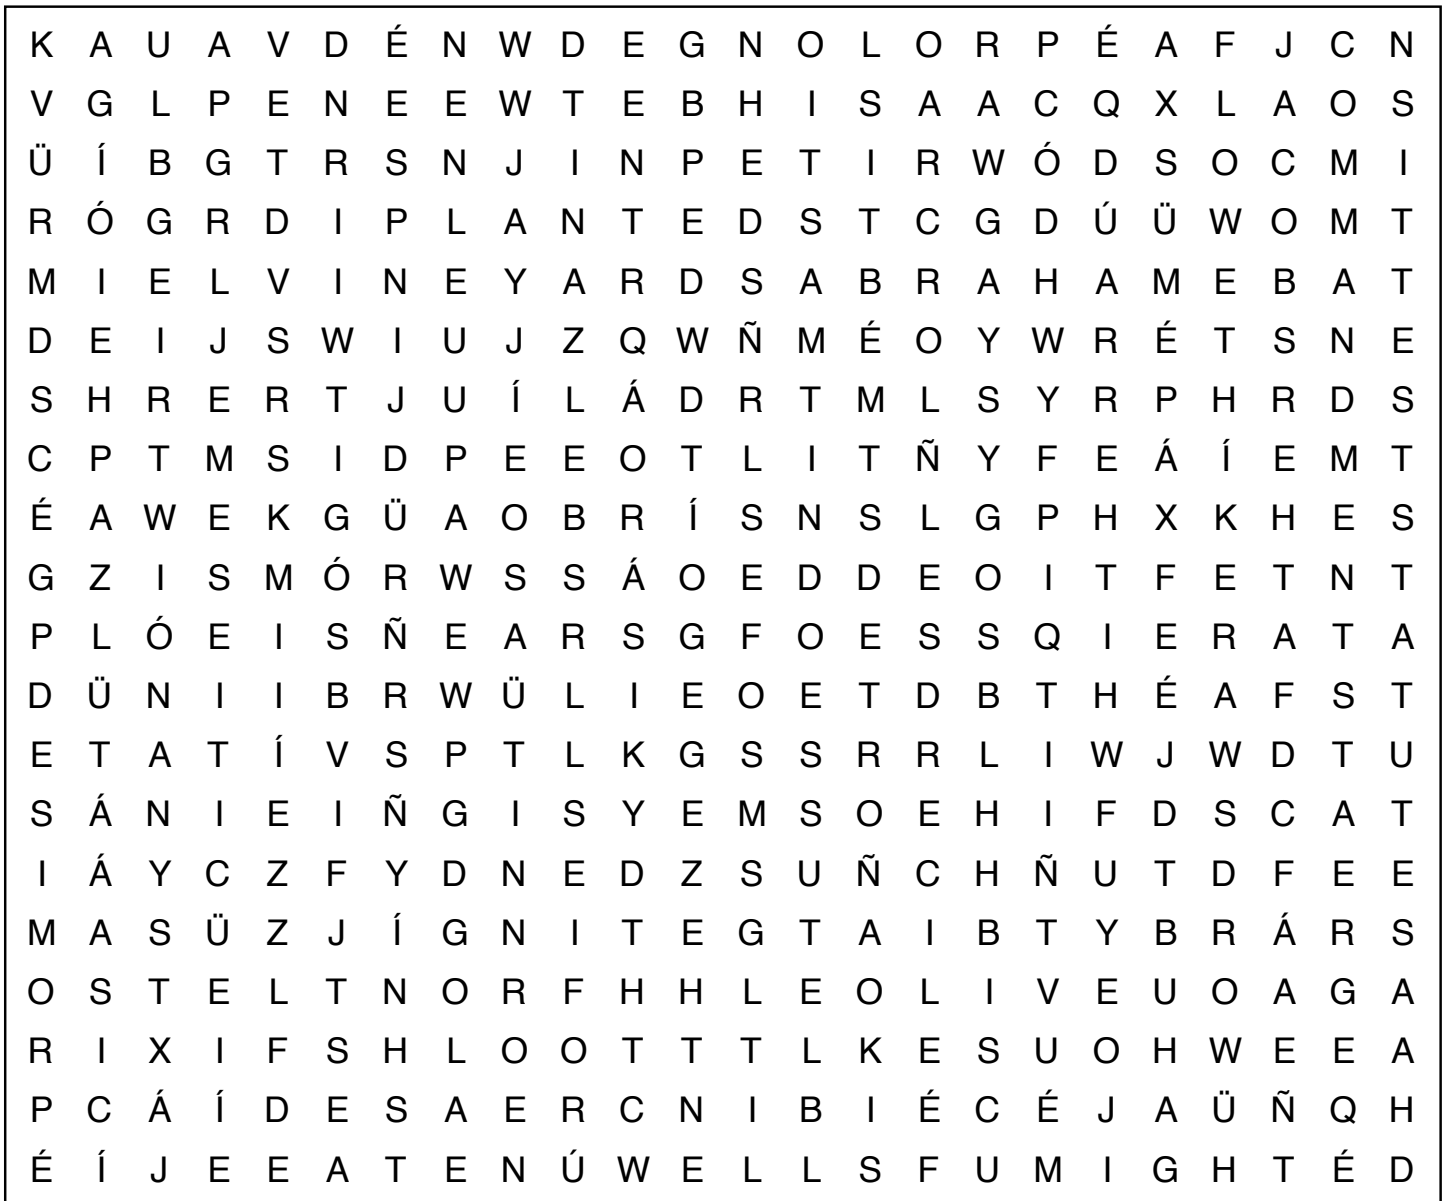 K A U A V D É N W D E G N O L O R P É A F J C N
V G L P E N E E W T E B H I S A A C Q X L A O S
Ü Í B G T R S N J I N P E T I R W Ó D S O C M I
R Ó G R D I P L A N T E D S T C G D Ú Ü W O M T
M I E L V I N E Y A R D S A B R A H A M E B A T
D E I J S W I U J Z Q W Ñ M É O Y W R É T S N E
S H R E R T J U Í L Á D R T M L S Y R P H R D S
C P T M S I D P E E O T L I T Ñ Y F E Á Í E M T
É A W E K G Ü A O B R Í S N S L G P H X K H E S
G Z I S M Ó R W S S Á O E D D E O I T F E T N T
P L Ó E I S Ñ E A R S G F O E S S Q I E R A T A
D Ü N I I B R W Ü L I E O E T D B T H É A F S T
E T A T Í V S P T L K G S S R R L I W J W D T U
S Á N I E I Ñ G I S Y E M S O E H I F D S C A T
I Á Y C Z F Y D N E D Z S U Ñ C H Ñ U T D F E E
M A S Ü Z J Í G N I T E G T A I B T Y B R Á R S
O S T E L T N O R F H H L E O L I V E U O A G A
R I X I F S H L O O T T T L K E S U O H W E E A
P C Á Í D E S A E R C N I B I É C É J A Ü Ñ Q H
É Í J E E A T E N Ú W E L L S F U M I G H T É D